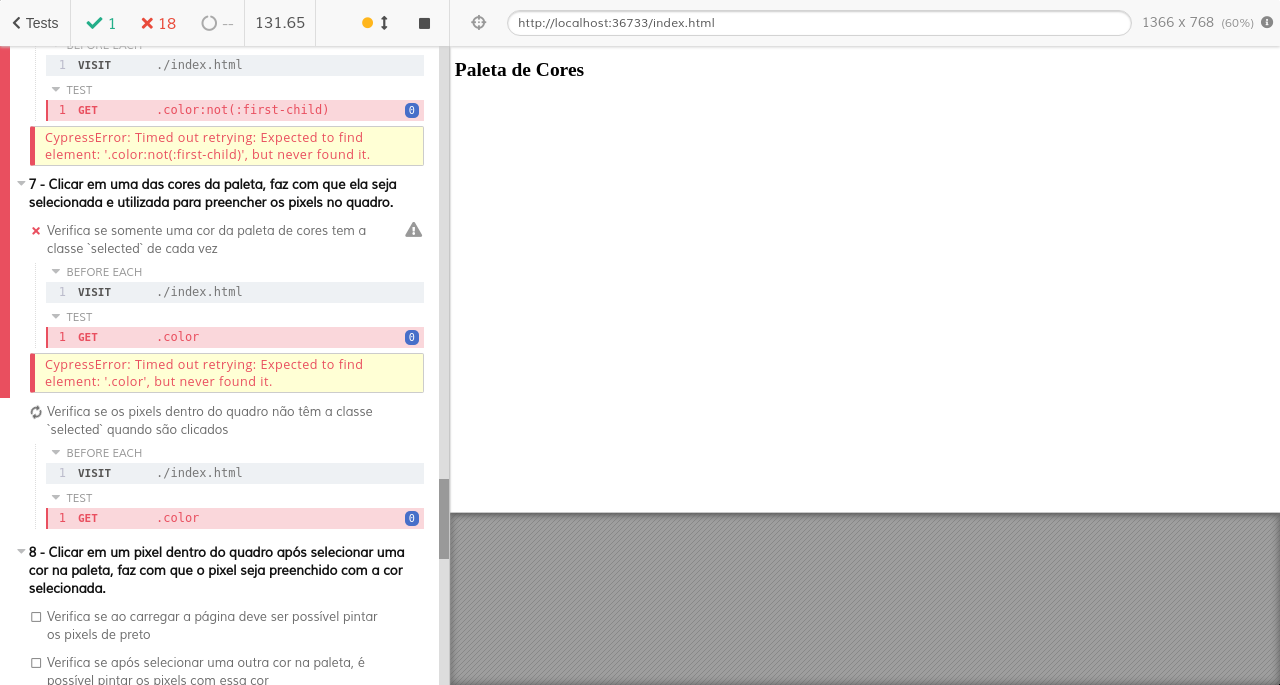 Tests 1 18 -- 131.65 http://localhost:36733/index.html 1366 x 768 (60%)
BEFORE EACH
1 VISIT ./index.html
TEST
1 GET .color:not(:first-child) 0
CypressError: Timed out retrying: Expected to find
element: '.color:not(:first-child)', but never found it.
7 - Clicar em uma das cores da paleta, faz com que ela seja
selecionada e utilizada para preencher os pixels no quadro.
Verifica se somente uma cor da paleta de cores tem a
classe `selected` de cada vez
BEFORE EACH
1 VISIT ./index.html
TEST
1 GET .color 0
CypressError: Timed out retrying: Expected to find
element: '.color', but never found it.
Verifica se os pixels dentro do quadro não têm a classe
`selected` quando são clicados
BEFORE EACH
1 VISIT ./index.html
TEST
1 GET .color 0
8 - Clicar em um pixel dentro do quadro após selecionar uma
cor na paleta, faz com que o pixel seja preenchido com a cor
selecionada.
Verifica se ao carregar a página deve ser possível pintar
os pixels de preto
Verifica se após selecionar uma outra cor na paleta, é
possível pintar os pixels com essa cor
Paleta de Cores